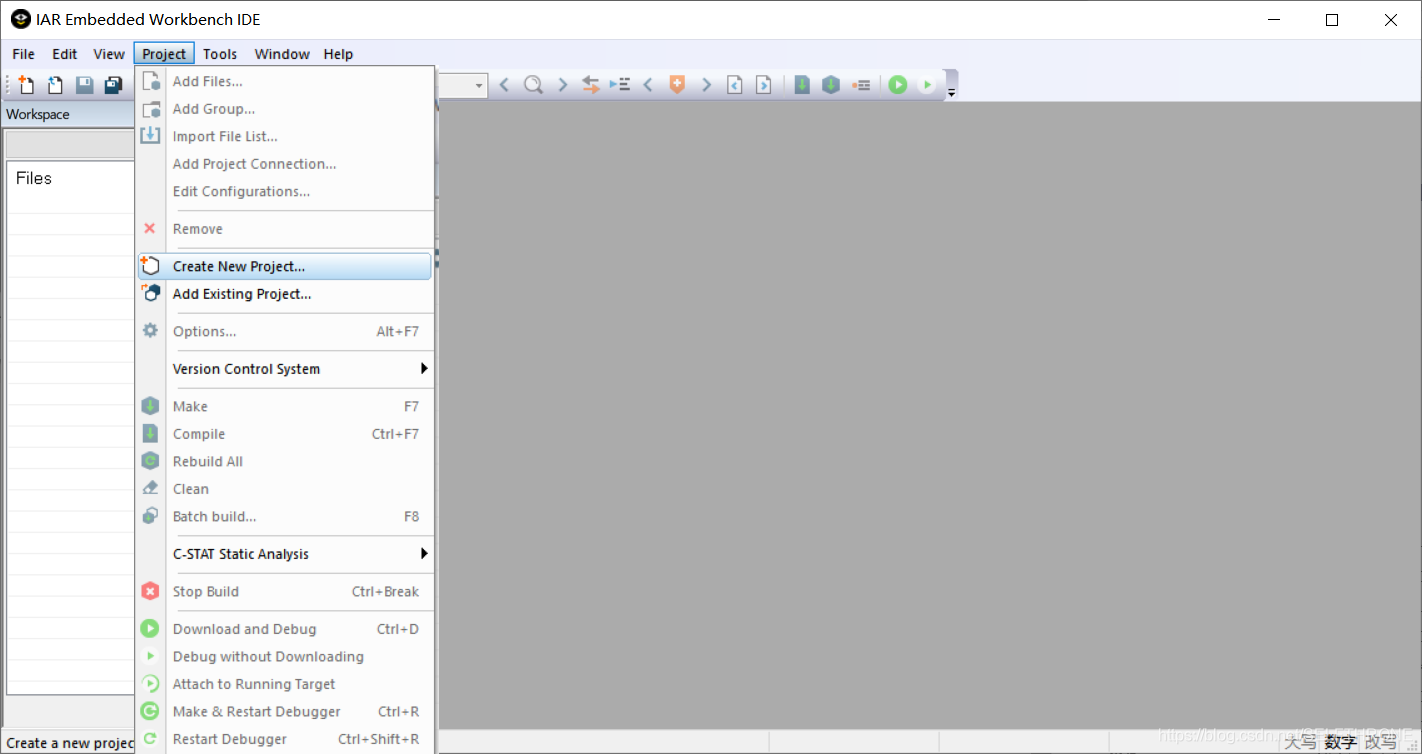 IAR Embedded Workbench IDE
File Edit View Project Tools Window Help
Workspace
Files
Add Files...
Add Group...
Import File List...
Add Project Connection...
Edit Configurations...
Remove
Create New Project...
Add Existing Project...
Options... Alt+F7
Version Control System
Make F7
Compile Ctrl+F7
Rebuild All
Clean
Batch build... F8
C-STAT Static Analysis
Stop Build Ctrl+Break
Download and Debug Ctrl+D
Debug without Downloading
Attach to Running Target
Make & Restart Debugger Ctrl+R
Restart Debugger Ctrl+Shift+R
Create a new projec
大写 数字 改写
https://blog.csdn.net/